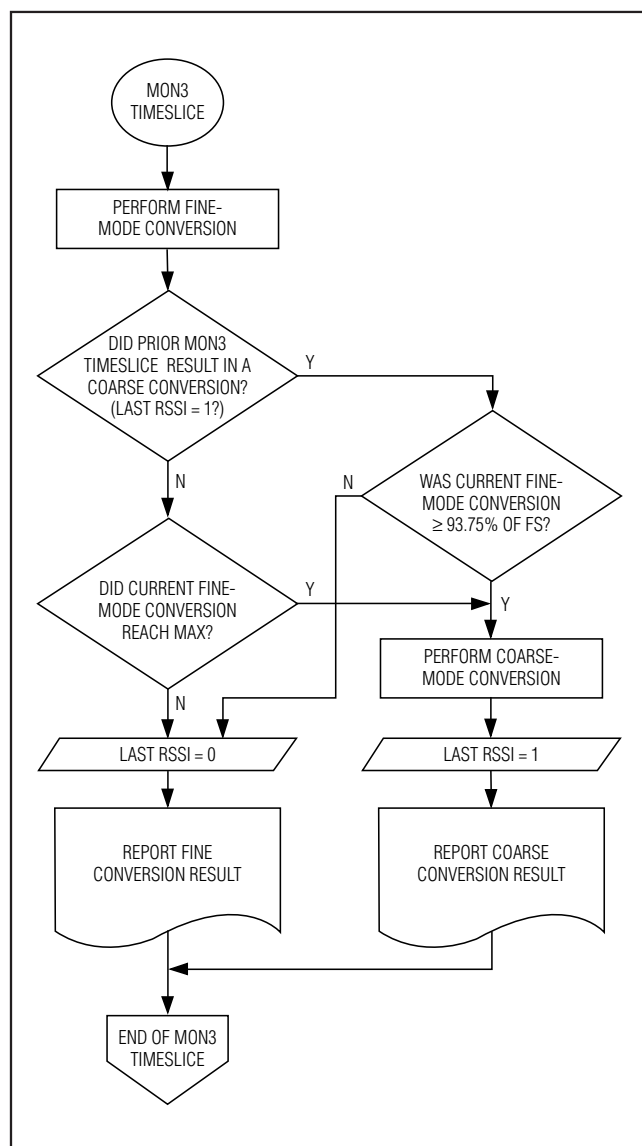 MON3
TIMESLICE
PERFORM FINE-
MODE CONVERSION
DID PRIOR MON3
TIMESLICE RESULT IN A
COARSE CONVERSION?
(LAST RSSI = 1?)
Y
N
WAS CURRENT FINE-
MODE CONVERSION
≥ 93.75% OF FS?
N
Y
DID CURRENT FINE-
MODE CONVERSION
REACH MAX?
Y
N
PERFORM COARSE-
MODE CONVERSION
LAST RSSI = 0
LAST RSSI = 1
REPORT FINE
CONVERSION RESULT
REPORT COARSE
CONVERSION RESULT
END OF MON3
TIMESLICE